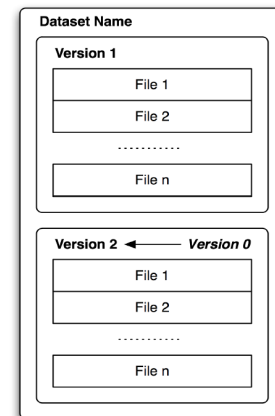 Dataset Name
Version 1
File 1
File 2
...........
File n
Version 2 Version 0
File 1
File 2
...........
File n